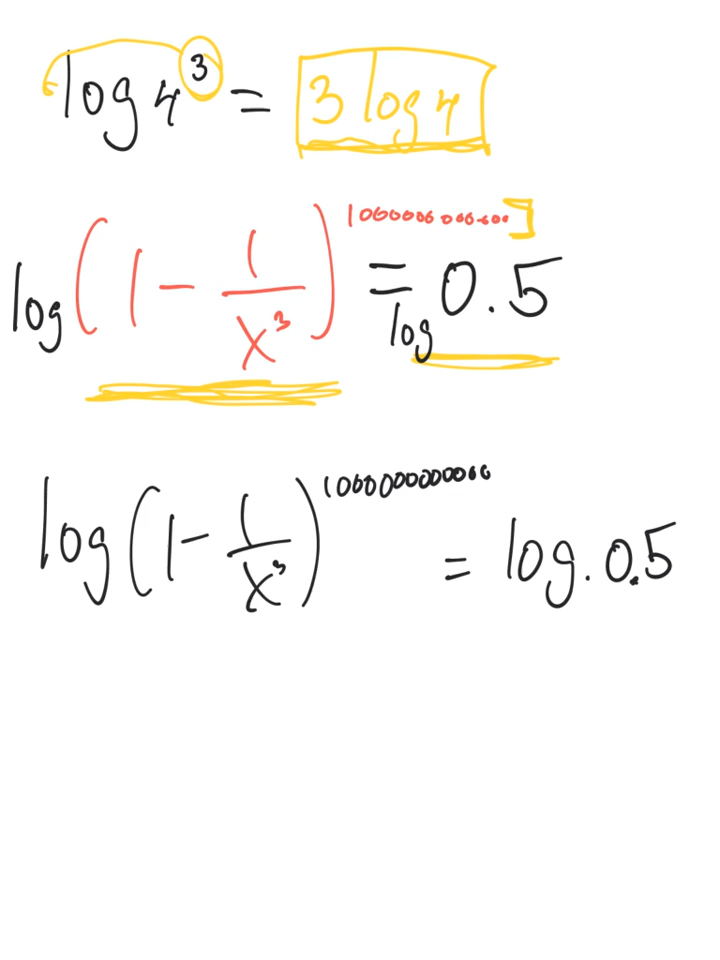 log 4³ = 3 log 4
log(1 - 1/x³)^1000000000000 = log 0.5
log(1 - 1/x³)^1000000000000 = log. 0.5